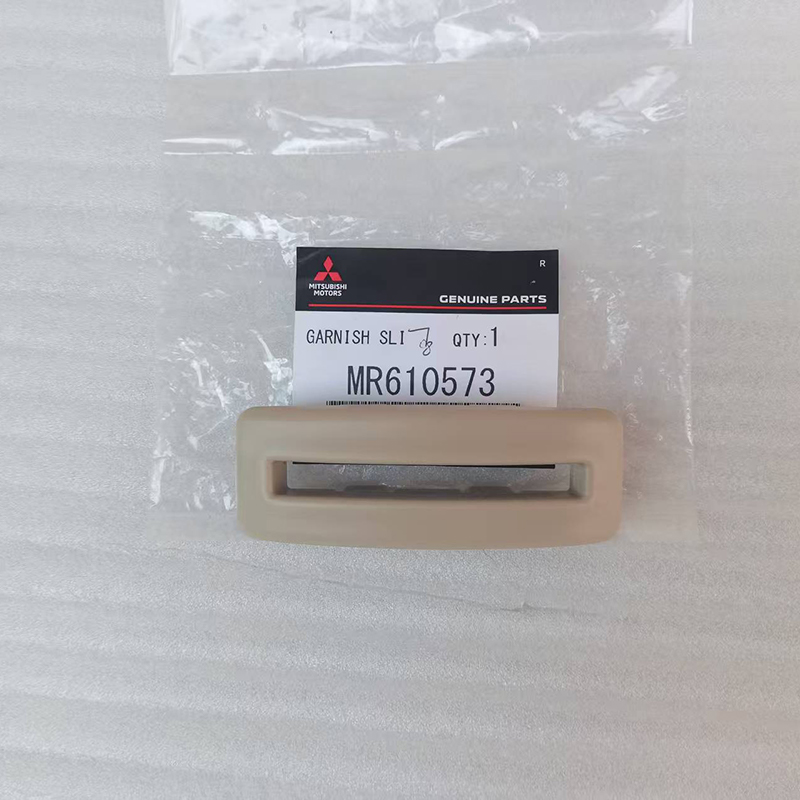 R
MITSUBISHI
MOTORS
GENUINE PARTS
GARNISH SLI QTY:1
MR610573